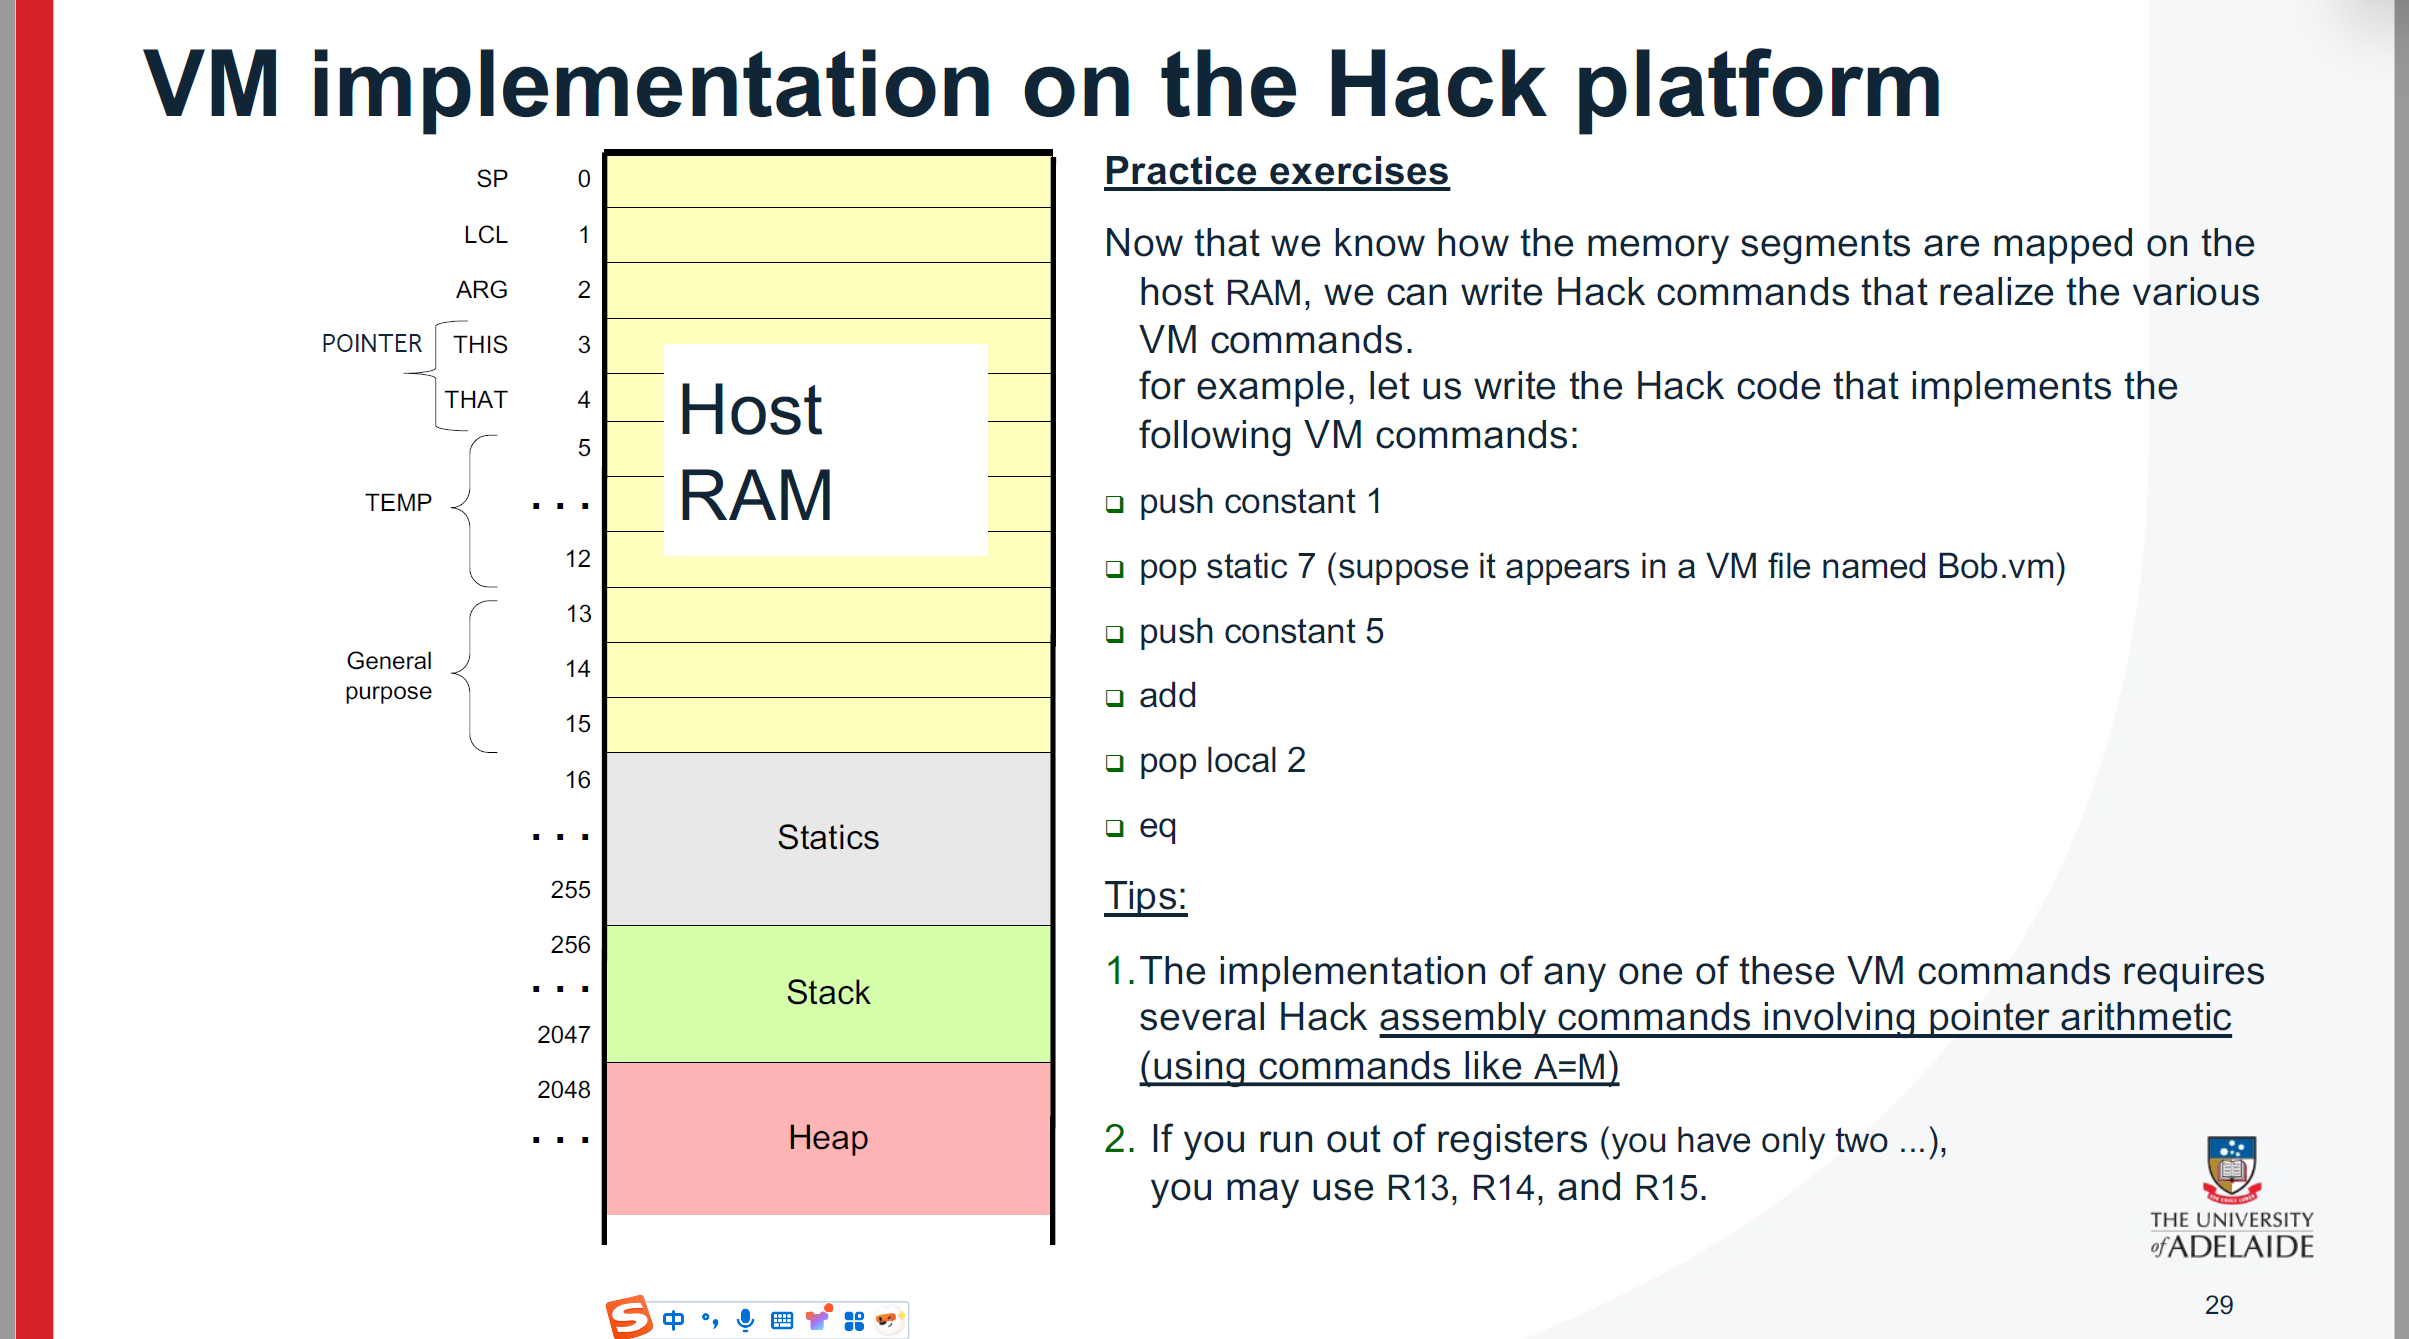 VM implementation on the Hack platform
SP 0
LCL 1
ARG 2
POINTER THIS 3
THAT 4
5
TEMP ...
12
13
General
purpose
14
15
16
...
255
256
...
2047
2048
...
Host
RAM
Statics
Stack
Heap
Practice exercises
Now that we know how the memory segments are mapped on the
host RAM, we can write Hack commands that realize the various
VM commands.
for example, let us write the Hack code that implements the
following VM commands:
❑ push constant 1
❑ pop static 7 (suppose it appears in a VM file named Bob.vm)
❑ push constant 5
❑ add
❑ pop local 2
❑ eq
Tips:
1. The implementation of any one of these VM commands requires
several Hack assembly commands involving pointer arithmetic
(using commands like A=M)
2. If you run out of registers (you have only two ...),
you may use R13, R14, and R15.
THE UNIVERSITY
of ADELAIDE
29
S 中 °,